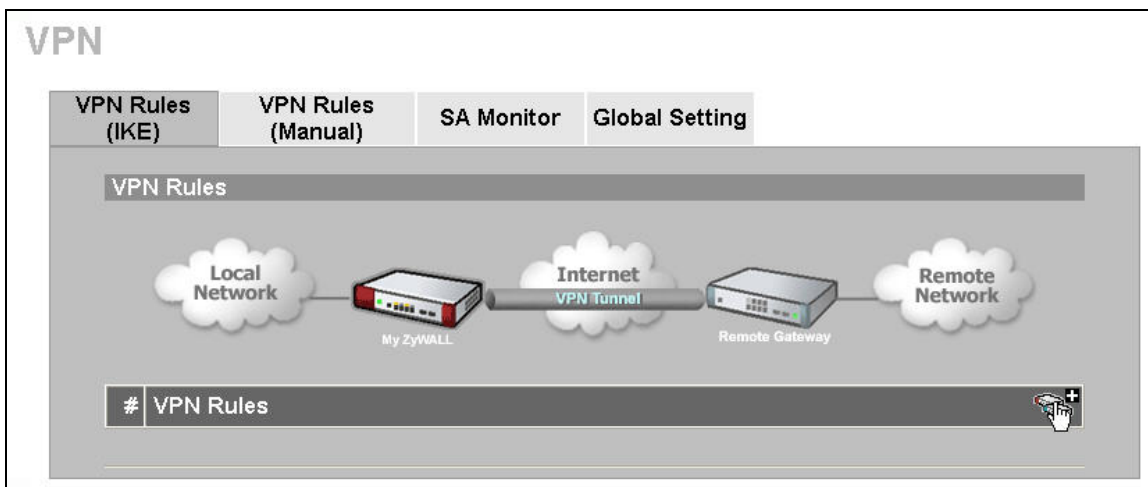 VPN
VPN Rules
(IKE)
VPN Rules
(Manual)
SA Monitor
Global Setting
VPN Rules
Local
Network
Internet
VPN Tunnel
Remote
Network
My ZyWALL
Remote Gateway
# VPN Rules